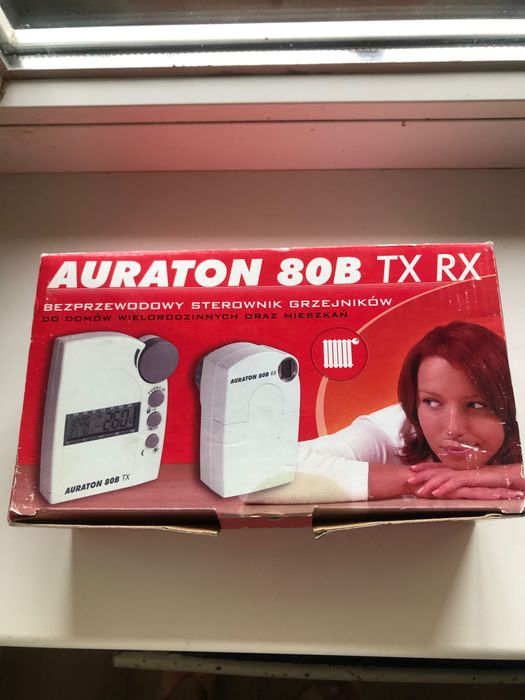 AURATON 80B TX RX
BEZPRZEWODOWY STEROWNIK GRZEJNIKÓW
DO DOMÓW WIELORODZINNYCH ORAZ MIESZKAŃ
AURATON 80B RX
AURATON 80B TX